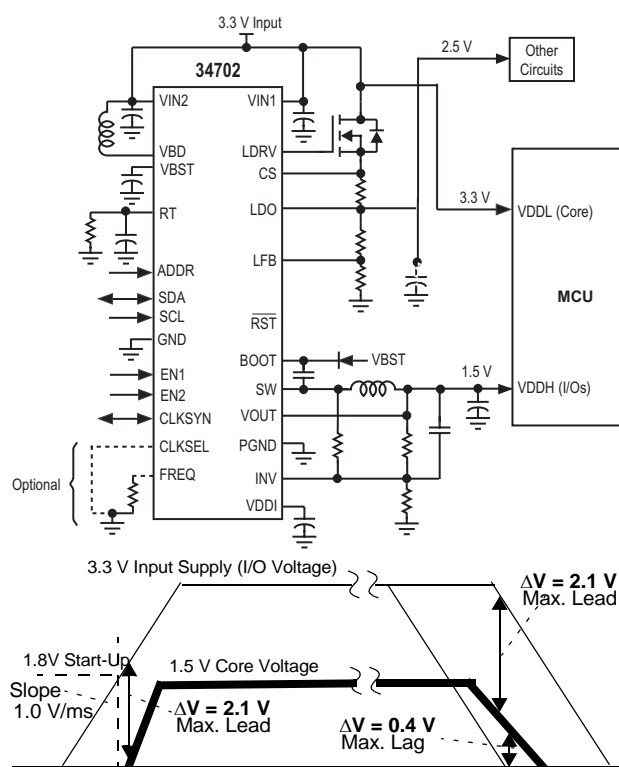 3.3 V Input
34702
2.5 V
Other
Circuits
VIN2
VIN1
VBD
LDRV
VBST
CS
RT
LDO
3.3 V
VDDL (Core)
ADDR
LFB
MCU
SDA
SCL
RST
GND
BOOT
VBST
EN1
SW
1.5 V
VDDH (I/Os)
EN2
VOUT
CLKSYN
CLKSEL
PGND
Optional
FREQ
INV
VDDI
3.3 V Input Supply (I/O Voltage)
ΔV = 2.1 V
Max. Lead
1.8V Start-Up
1.5 V Core Voltage
Slope
1.0 V/ms
ΔV = 2.1 V
Max. Lead
ΔV = 0.4 V
Max. Lag